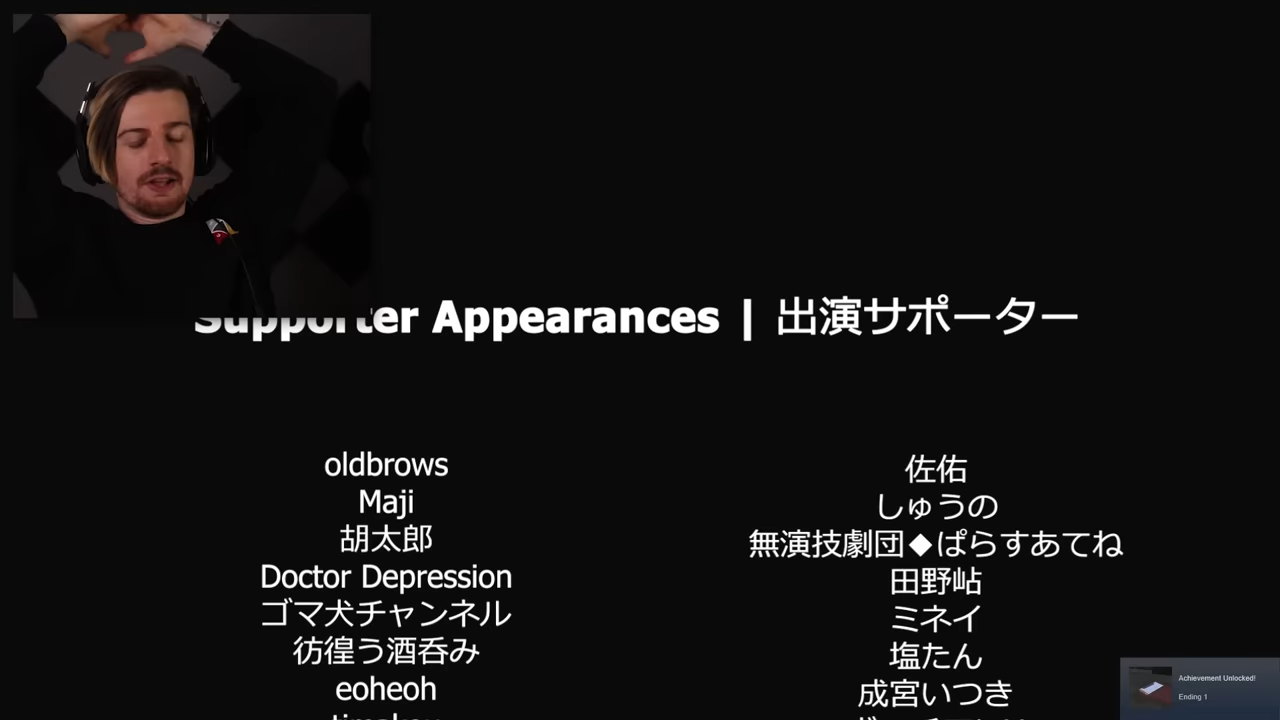 Supporter Appearances | 出演サポーター
oldbrows
Maji
胡太郎
Doctor Depression
ゴマ犬チャンネル
彷徨う酒呑み
eoheoh
佐佑
しゅうの
無演技劇団◆ぱらすあてね
田野岾
ミネイ
塩たん
成宮いつき
Achievement Unlocked!
Ending 1